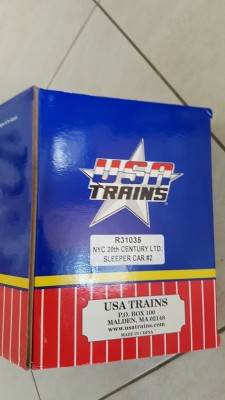 USA
TRAINS
R31035
NYC 20th CENTURY LTD.
SLEEPER CAR #2
USA TRAINS
P.O. BOX 100
MALDEN, MA 02148
www.usatrains.com
MADE IN CHINA